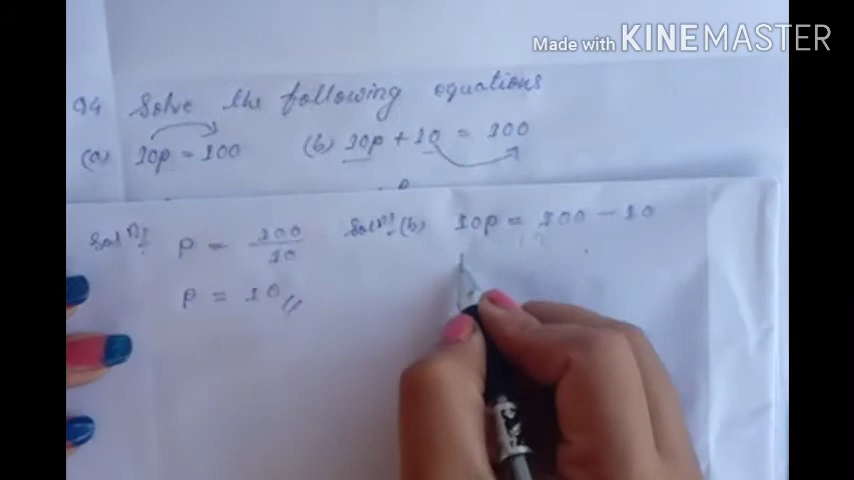 Made with KINEMASTER
Q4 Solve the following equations
(a) 10p = 100 (b) 10p + 10 = 100
Solⁿ/: p = 100/10 Solⁿ/:(b) 10p = 100 - 10
p = 10 //